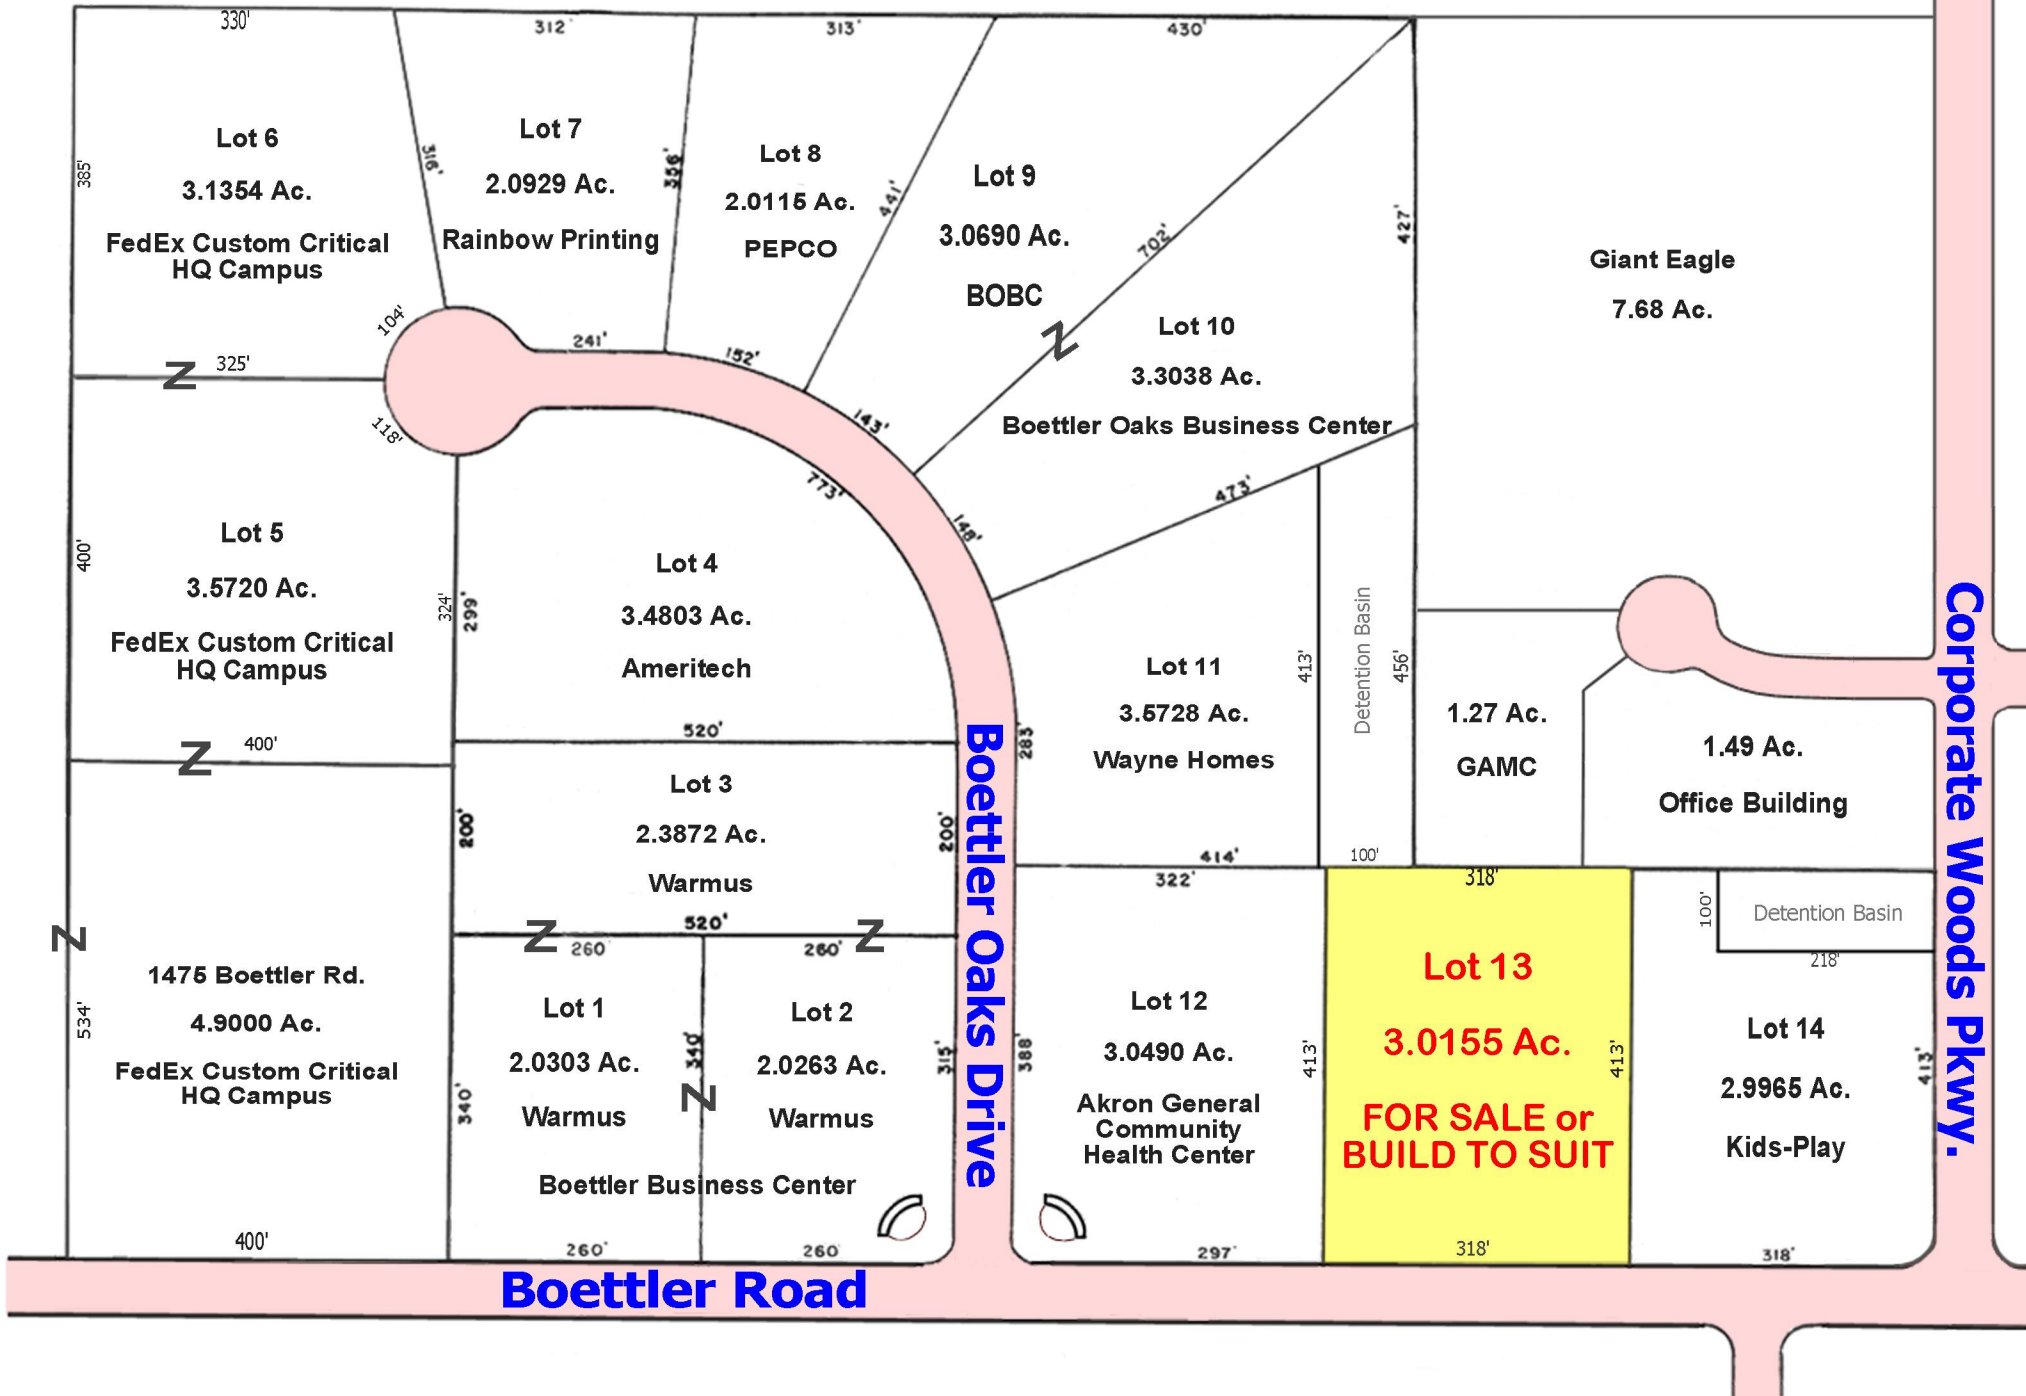 330'
312'
313'
430'
385'
Lot 6
3.1354 Ac.
FedEx Custom Critical
HQ Campus
316'
Lot 7
2.0929 Ac.
Rainbow Printing
356'
Lot 8
2.0115 Ac.
PEPCO
441'
Lot 9
3.0690 Ac.
BOBC
702'
Z
Lot 10
3.3038 Ac.
Boettler Oaks Business Center
427'
Giant Eagle
7.68 Ac.
104'
325'
Z
118'
241'
152'
143'
148'
773'
473'
400'
Lot 5
3.5720 Ac.
FedEx Custom Critical
HQ Campus
324'
299'
Lot 4
3.4803 Ac.
Ameritech
520'
400'
Z
Lot 3
2.3872 Ac.
Warmus
200'
200'
520'
Z
Z
Boettler Oaks Drive
283'
Lot 11
3.5728 Ac.
Wayne Homes
413'
Detention Basin
456'
414'
100'
1.27 Ac.
GAMC
1.49 Ac.
Office Building
Corporate Woods Pkwy.
Z
534'
1475 Boettler Rd.
4.9000 Ac.
FedEx Custom Critical
HQ Campus
400'
260'
Lot 1
2.0303 Ac.
Warmus
340'
340'
Z
260'
Lot 2
2.0263 Ac.
Warmus
315'
Boettler Business Center
260'
260'
322'
388'
Lot 12
3.0490 Ac.
Akron General
Community
Health Center
413'
297'
318'
Lot 13
3.0155 Ac.
FOR SALE or
BUILD TO SUIT
413'
318'
100'
Detention Basin
218'
Lot 14
2.9965 Ac.
Kids-Play
413'
318'
Boettler Road